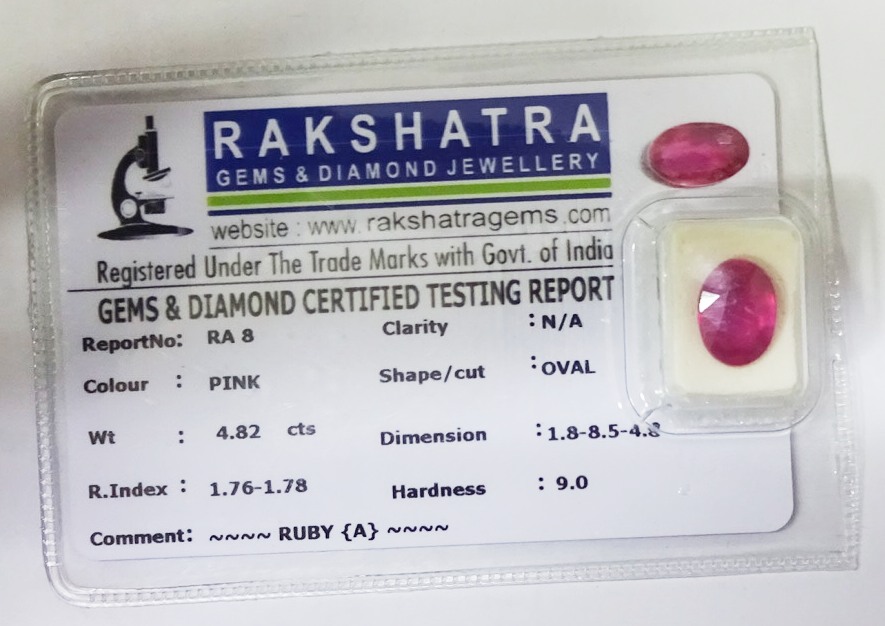 RAKSHATRA
GEMS & DIAMOND JEWELLERY
website : www. rakshatragems .com
Registered Under The Trade Marks with Govt. of India
GEMS & DIAMOND CERTIFIED TESTING REPORT
ReportNo: RA 8 Clarity : N/A
Colour : PINK Shape/cut : OVAL
Wt : 4.82 cts Dimension : 1.8-8.5-4.8
R.Index : 1.76-1.78 Hardness : 9.0
Comment: ~~~~ RUBY {A} ~~~~